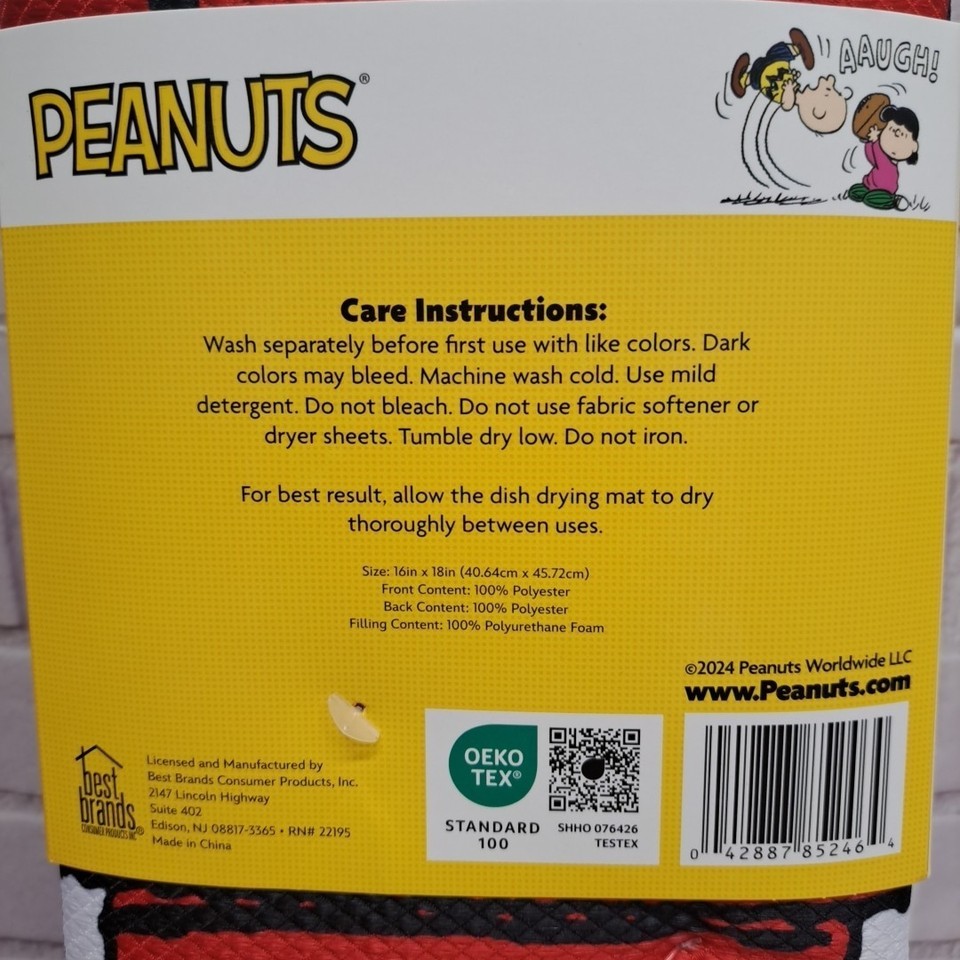 PEANUTS®
AAUGH!
Care Instructions:
Wash separately before first use with like colors. Dark
colors may bleed. Machine wash cold. Use mild
detergent. Do not bleach. Do not use fabric softener or
dryer sheets. Tumble dry low. Do not iron.
For best result, allow the dish drying mat to dry
thoroughly between uses.
Size: 16in x 18in (40.64cm x 45.72cm)
Front Content: 100% Polyester
Back Content: 100% Polyester
Filling Content: 100% Polyurethane Foam
©2024 Peanuts Worldwide LLC
www.Peanuts.com
best
brands
CONSUMER PRODUCTS INC®
Licensed and Manufactured by
Best Brands Consumer Products, Inc.
2147 Lincoln Highway
Suite 402
Edison, NJ 08817-3365 • RN# 22195
Made in China
OEKO
TEX®
STANDARD
100
SHHO 076426
TESTEX
0 42887 85246 4